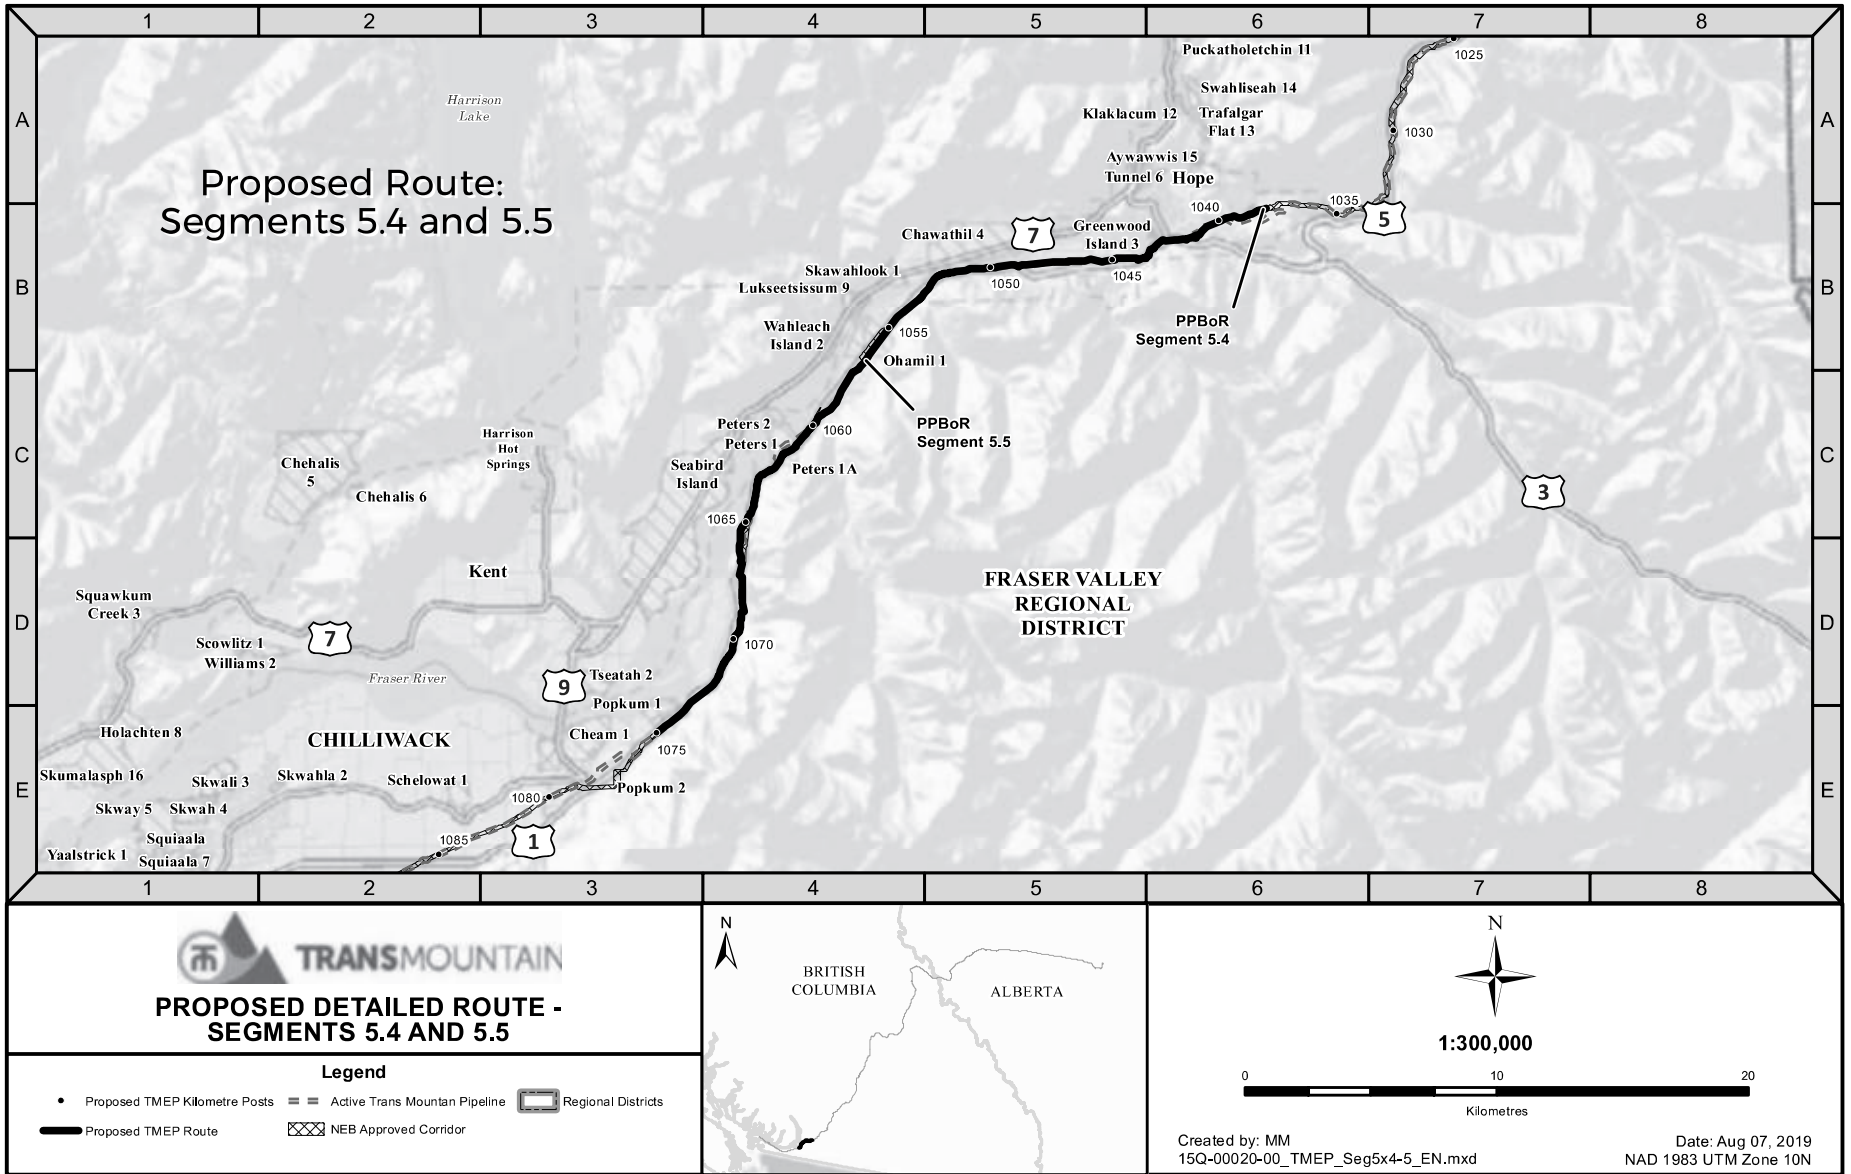 1 2 3 4 5 6 7 8
Puckatholetchin 11
1025
Swahliseah 14
Harrison
Lake
Klaklacum 12
Trafalgar
Flat 13
A
A
1030
Aywawwis 15
Tunnel 6
Hope
Proposed Route:
Segments 5.4 and 5.5
1035
1040
5
7
Chawathil 4
Greenwood
Island 3
Skawahlook 1
1045
1050
Lukseetsissum 9
B
B
Wahleach
Island 2
1055
PPBoR
Segment 5.4
Ohamil 1
Peters 2
1060
PPBoR
Segment 5.5
Harrison
Hot
Springs
Peters 1
C
C
Chehalis
5
Seabird
Island
Peters 1A
Chehalis 6
3
1065
Kent
FRASER VALLEY
REGIONAL
DISTRICT
Squawkum
Creek 3
D
D
7
Scowlitz 1
1070
Williams 2
Fraser River
Tseatah 2
9
Popkum 1
Holachten 8
CHILLIWACK
Cheam 1
1075
Skumalasph 16
Skwahla 2
Skwali 3
Schelowat 1
Popkum 2
E
E
1080
Skway 5
Skwah 4
Squiaala
1085
1
Yaalstrick 1
Squiaala 7
1 2 3 4 5 6 7 8
TRANSMOUNTAIN
PROPOSED DETAILED ROUTE -
SEGMENTS 5.4 AND 5.5
Legend
Proposed TMEP Kilometre Posts
Active Trans Mountan Pipeline
Regional Districts
Proposed TMEP Route
NEB Approved Corridor
N
BRITISH
COLUMBIA
ALBERTA
N
1:300,000
0 10 20
Kilometres
Created by: MM
15Q-00020-00_TMEP_Seg5x4-5_EN.mxd
Date: Aug 07, 2019
NAD 1983 UTM Zone 10N